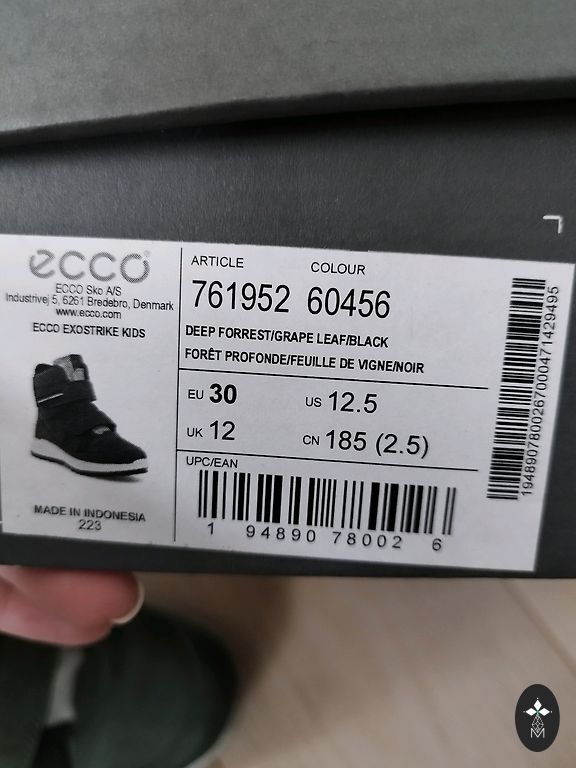 ecco
ECCO Sko A/S
Industrivej 5, 6261 Bredebro, Denmark
www.ecco.com
ECCO EXOSTRIKE KIDS
MADE IN INDONESIA
223
ARTICLE COLOUR
761952 60456
DEEP FORREST/GRAPE LEAF/BLACK
FORÊT PROFONDE/FEUILLE DE VIGNE/NOIR
EU 30 US 12.5
UK 12 CN 185 (2.5)
UPC/EAN
1 94890 78002 6
1948907800267000471429495
M